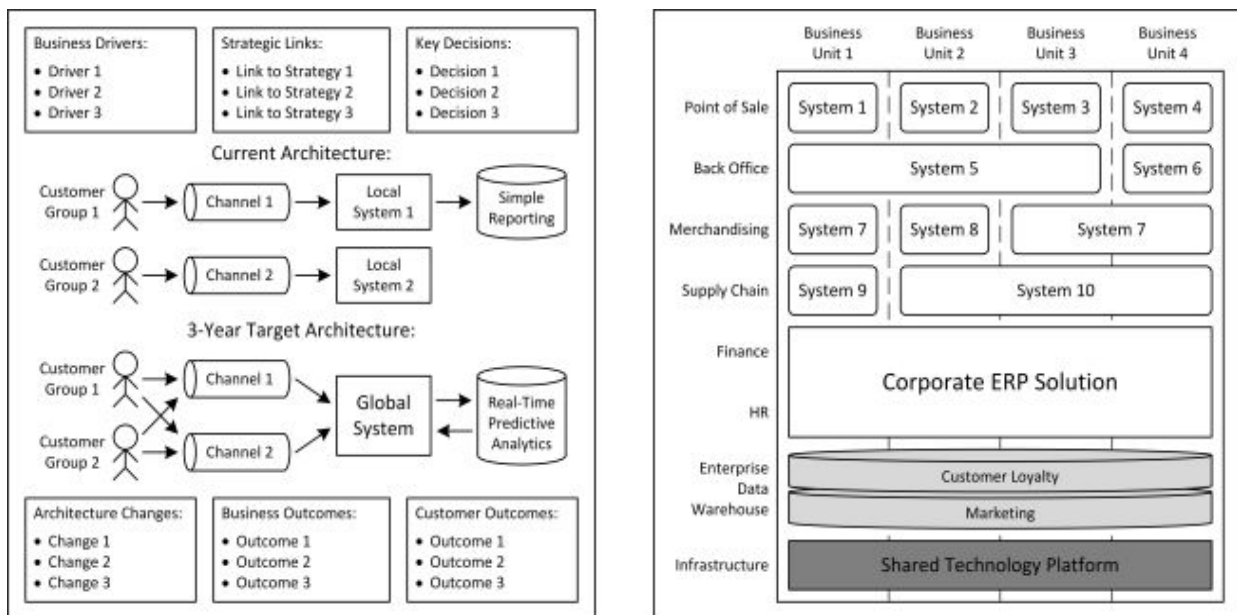 Business Drivers:
• Driver 1
• Driver 2
• Driver 3
Strategic Links:
• Link to Strategy 1
• Link to Strategy 2
• Link to Strategy 3
Key Decisions:
• Decision 1
• Decision 2
• Decision 3
Current Architecture:
Customer
Group 1
Channel 1
Local
System 1
Simple
Reporting
Customer
Group 2
Channel 2
Local
System 2
3-Year Target Architecture:
Customer
Group 1
Channel 1
Customer
Group 2
Channel 2
Global
System
Real-Time
Predictive
Analytics
Architecture Changes:
• Change 1
• Change 2
• Change 3
Business Outcomes:
• Outcome 1
• Outcome 2
• Outcome 3
Customer Outcomes:
• Outcome 1
• Outcome 2
• Outcome 3
Business
Unit 1
Business
Unit 2
Business
Unit 3
Business
Unit 4
Point of Sale
System 1
System 2
System 3
System 4
Back Office
System 5
System 6
Merchandising
System 7
System 8
System 7
Supply Chain
System 9
System 10
Finance
HR
Corporate ERP Solution
Enterprise
Data
Warehouse
Customer Loyalty
Marketing
Infrastructure
Shared Technology Platform